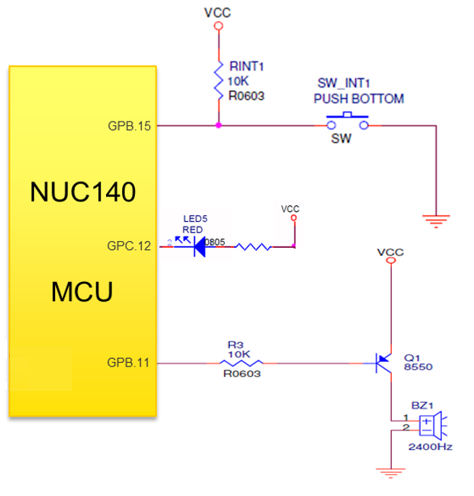 VCC
RINT1
10K
R0603
SW_INT1
PUSH BOTTOM
SW
GPB.15
NUC140
MCU
LED5
RED
0805
2
VCC
GPC.12
GPB.11
R3
10K
R0603
VCC
Q1
8550
BZ1
1
2
2400Hz